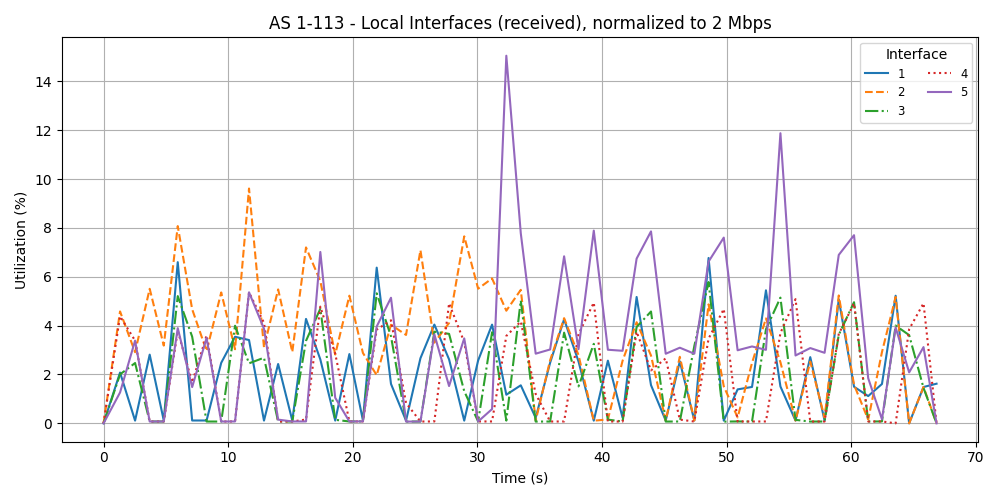 AS 1-113 - Local Interfaces (received), normalized to 2 Mbps
Interface
1
2
3
4
5
Utilization (%)
14
12
10
8
6
4
2
0
0 10 20 30 40 50 60 70
Time (s)